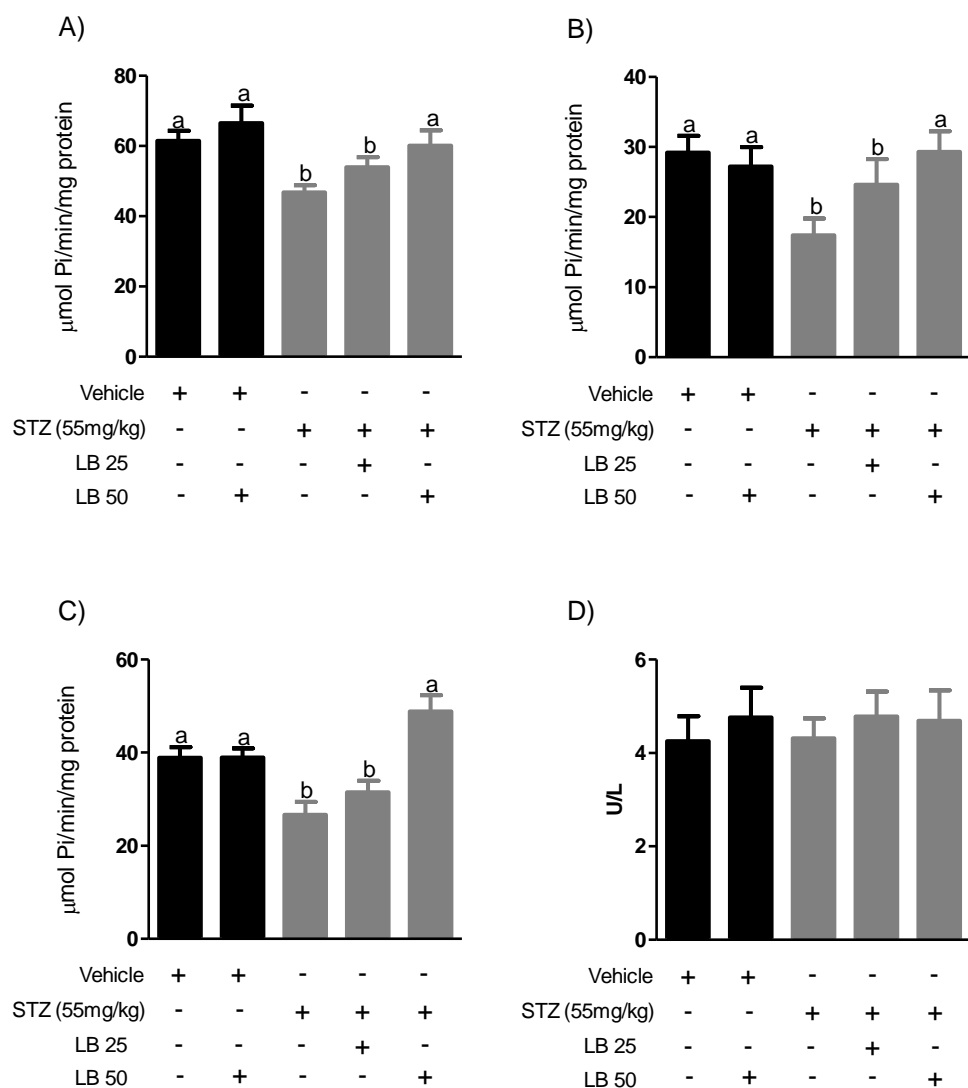 A)
μmol Pi/min/mg protein
80
60
40
20
0
a
a
b
b
a
Vehicle + + - - -
STZ (55mg/kg) - - + + +
LB 25 - - - + -
LB 50 - + - - +
B)
μmol Pi/min/mg protein
40
30
20
10
0
a
a
b
b
a
Vehicle + + - - -
STZ (55mg/kg) - - + + +
LB 25 - - - + -
LB 50 - + - - +
C)
μmol Pi/min/mg protein
60
40
20
0
a
a
b
b
a
Vehicle + + - - -
STZ (55mg/kg) - - + + +
LB 25 - - - + -
LB 50 - + - - +
D)
U/L
6
4
2
0
Vehicle + + - - -
STZ (55mg/kg) - - + + +
LB 25 - - - + -
LB 50 - + - - +